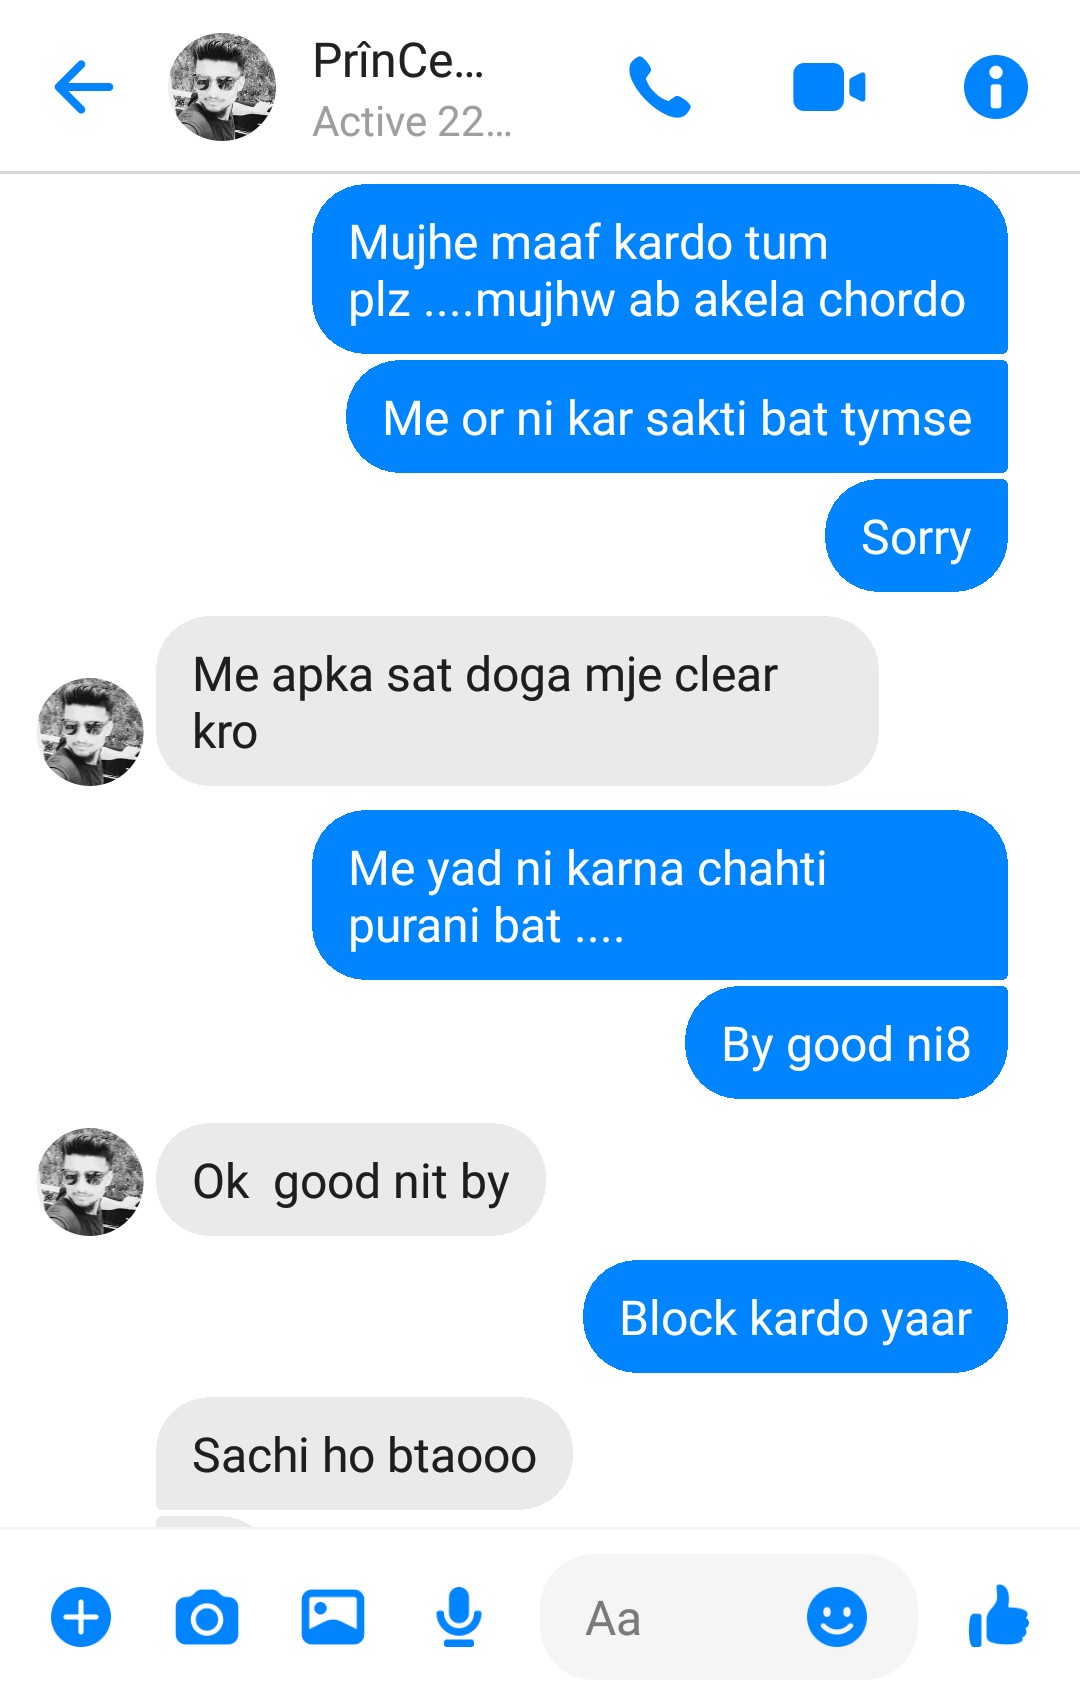 PrînCe...
Active 22...
Mujhe maaf kardo tum
plz ....mujhw ab akela chordo
Me or ni kar sakti bat tymse
Sorry
Me apka sat doga mje clear
kro
Me yad ni karna chahti
purani bat ....
By good ni8
Ok  good nit by
Block kardo yaar
Sachi ho btaooo
Aa